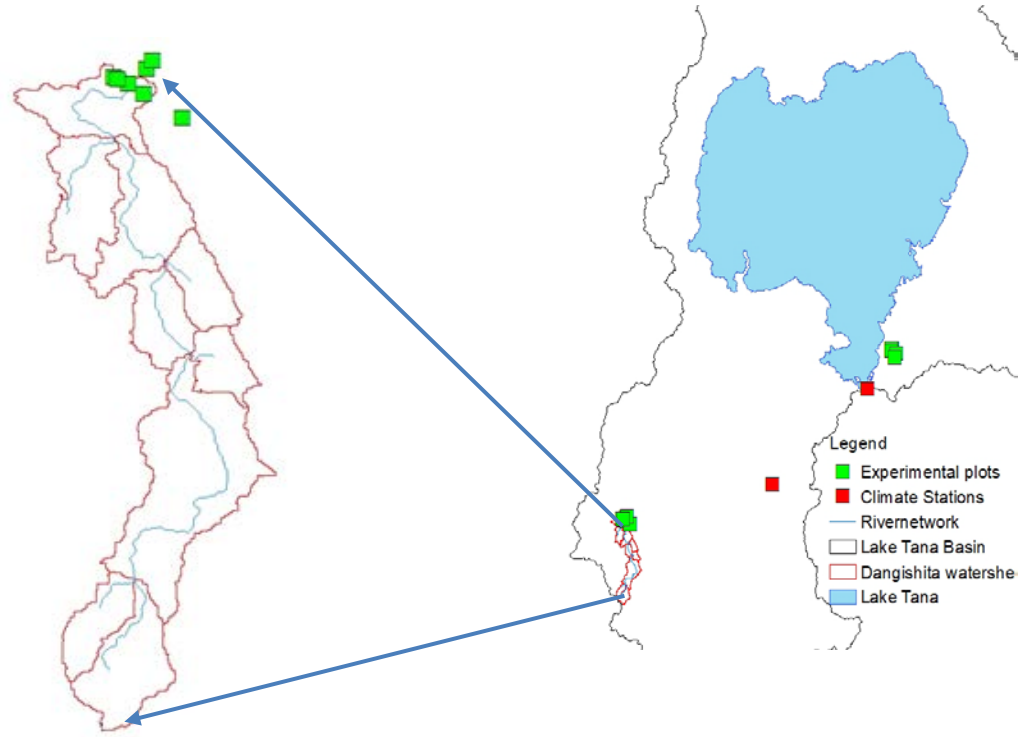 Legend
Experimental plots
Climate Stations
Rivernetwork
Lake Tana Basin
Dangishita watershe
Lake Tana